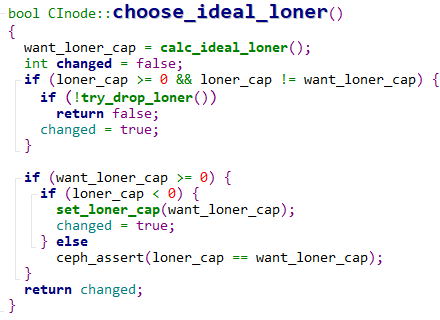 bool CInode::choose_ideal_loner()
{
  want_loner_cap = calc_ideal_loner();
  int changed = false;
  if (loner_cap >= 0 && loner_cap != want_loner_cap) {
    if (!try_drop_loner())
      return false;
    changed = true;
  }

  if (want_loner_cap >= 0) {
    if (loner_cap < 0) {
      set_loner_cap(want_loner_cap);
      changed = true;
    } else
      ceph_assert(loner_cap == want_loner_cap);
  }
  return changed;
}